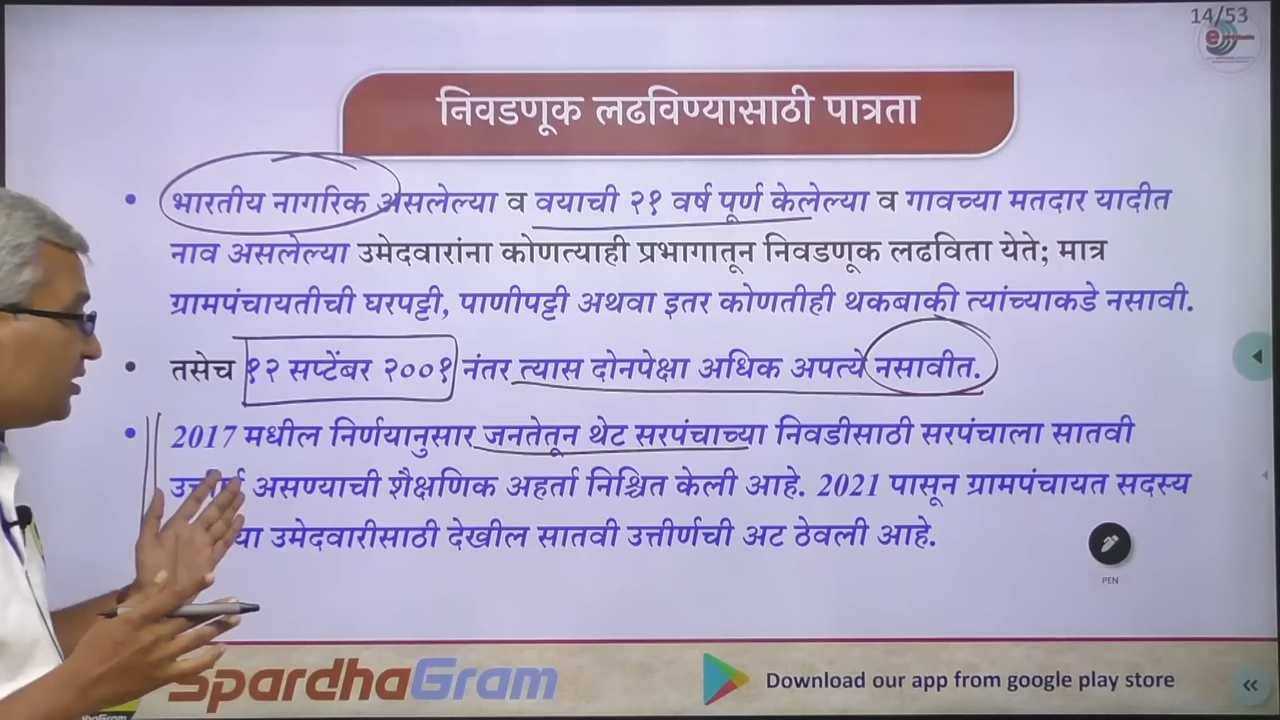 14/53
e
निवडणूक लढविण्यासाठी पात्रता
• भारतीय नागरिक असलेल्या व वयाची २१ वर्ष पूर्ण केलेल्या व गावच्या मतदार यादीत
नाव असलेल्या उमेदवारांना कोणत्याही प्रभागातून निवडणूक लढविता येते; मात्र
ग्रामपंचायतीची घरपट्टी, पाणीपट्टी अथवा इतर कोणतीही थकबाकी त्यांच्याकडे नसावी.
• तसेच १२ सप्टेंबर २००१ नंतर त्यास दोनपेक्षा अधिक अपत्ये नसावीत.
• 2017 मधील निर्णयानुसार जनतेतून थेट सरपंचाच्या निवडीसाठी सरपंचाला सातवी
असण्याची शैक्षणिक अहर्ता निश्चित केली आहे. 2021 पासून ग्रामपंचायत सदस्य
उमेदवारीसाठी देखील सातवी उत्तीर्णची अट ठेवली आहे.
PEN
SpardhaGram
Download our app from google play store